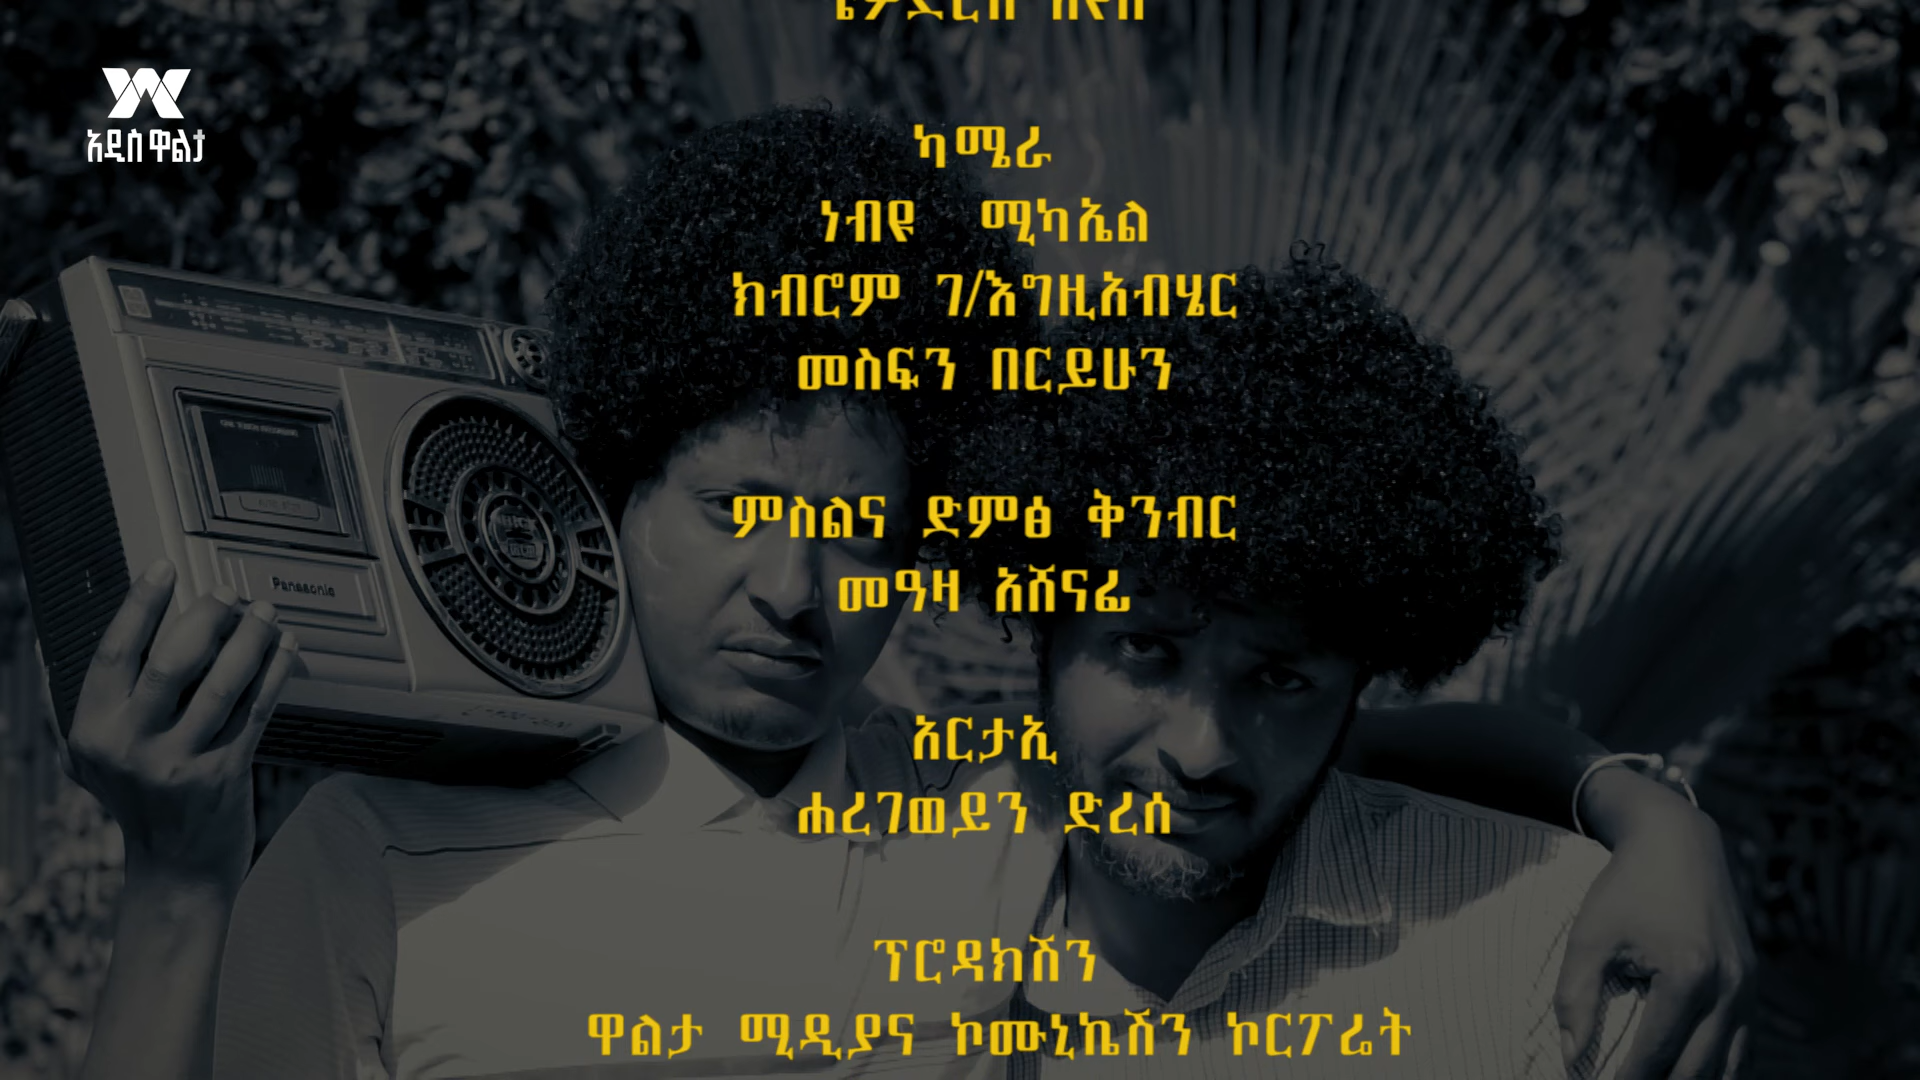 አዲስ ዋልታ
ካሜራ
ነብዩ ሚካኤል
ክብሮም ገ/እግዚአብሄር
መስፍን በርይሁን
ምስልና ድምፅ ቅንብር
መዓዛ አሸናፊ
አርታኢ
ሐረገወይን ድረሰ
ፕሮዳክሽን
ዋልታ ሚዲያና ኮሙኒኬሽን ኮርፖሬት
Panasonic